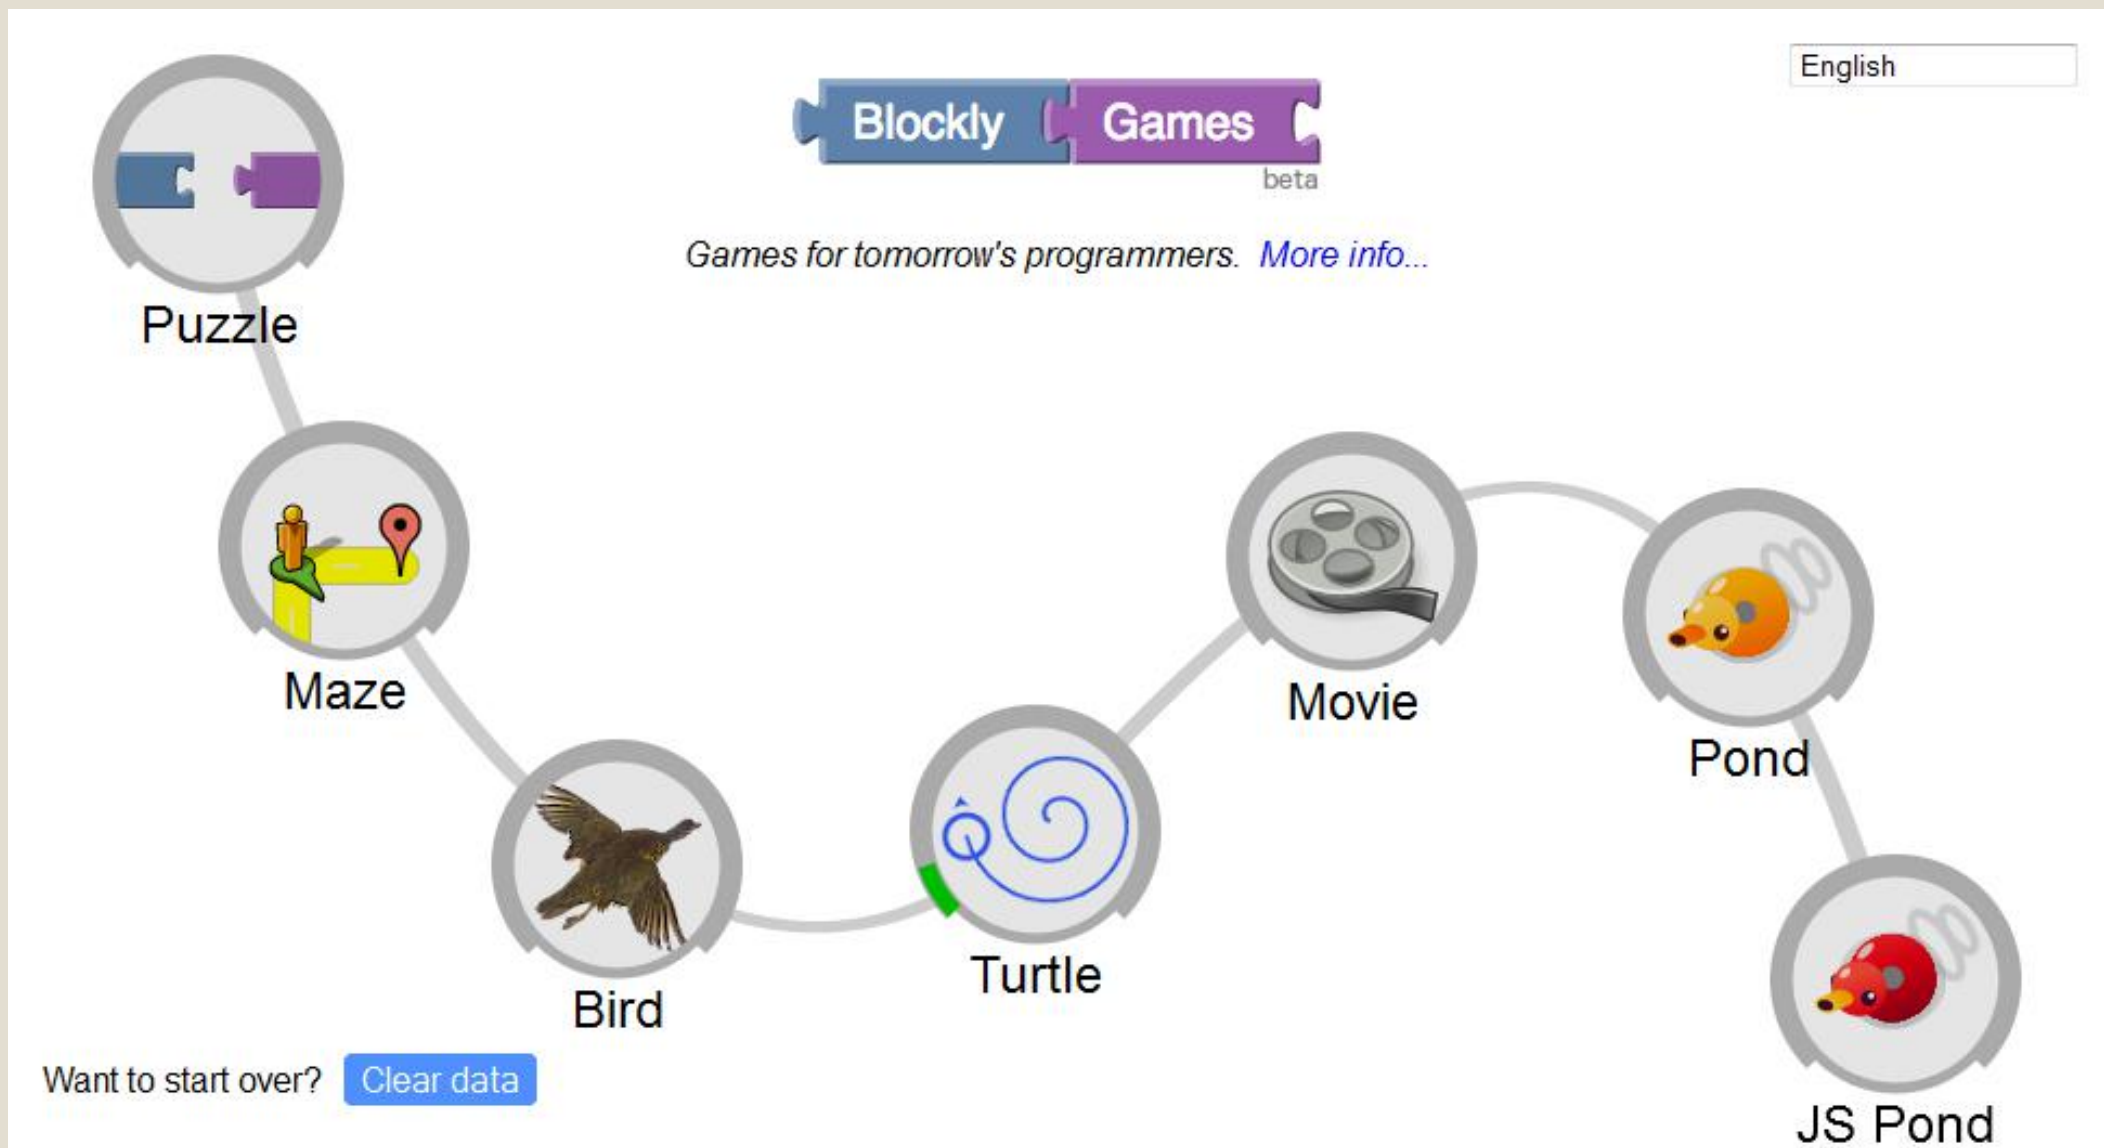 English
Blockly Games
beta
Games for tomorrow's programmers. More info...
Puzzle
Maze
Movie
Pond
Turtle
Bird
Want to start over? Clear data
JS Pond